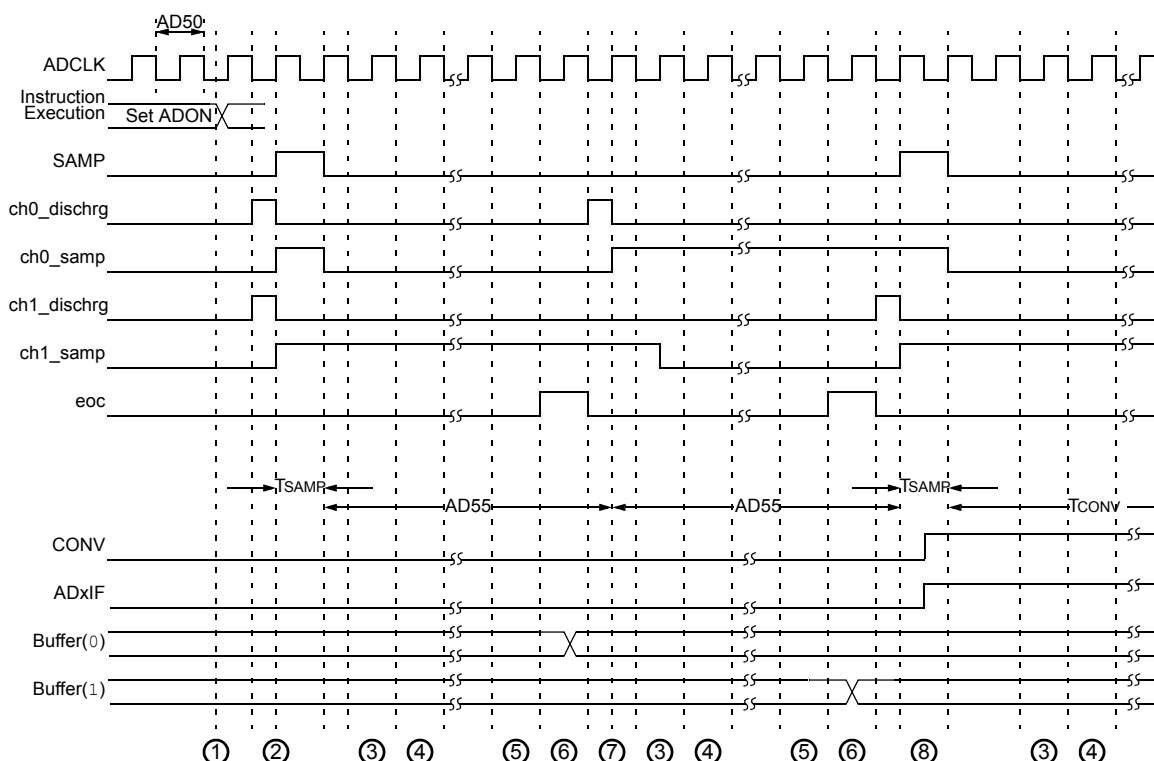 AD50
ADCLK
Instruction
Execution
Set ADON
SAMP
ch0_dischrg
ch0_samp
ch1_dischrg
ch1_samp
eoc
TSAMP TSAMP
AD55 AD55 TCONV
CONV
ADxIF
Buffer(0)
Buffer(1)
① ② ③ ④ ⑤ ⑥ ⑦ ③ ④ ⑤ ⑥ ⑧ ③ ④